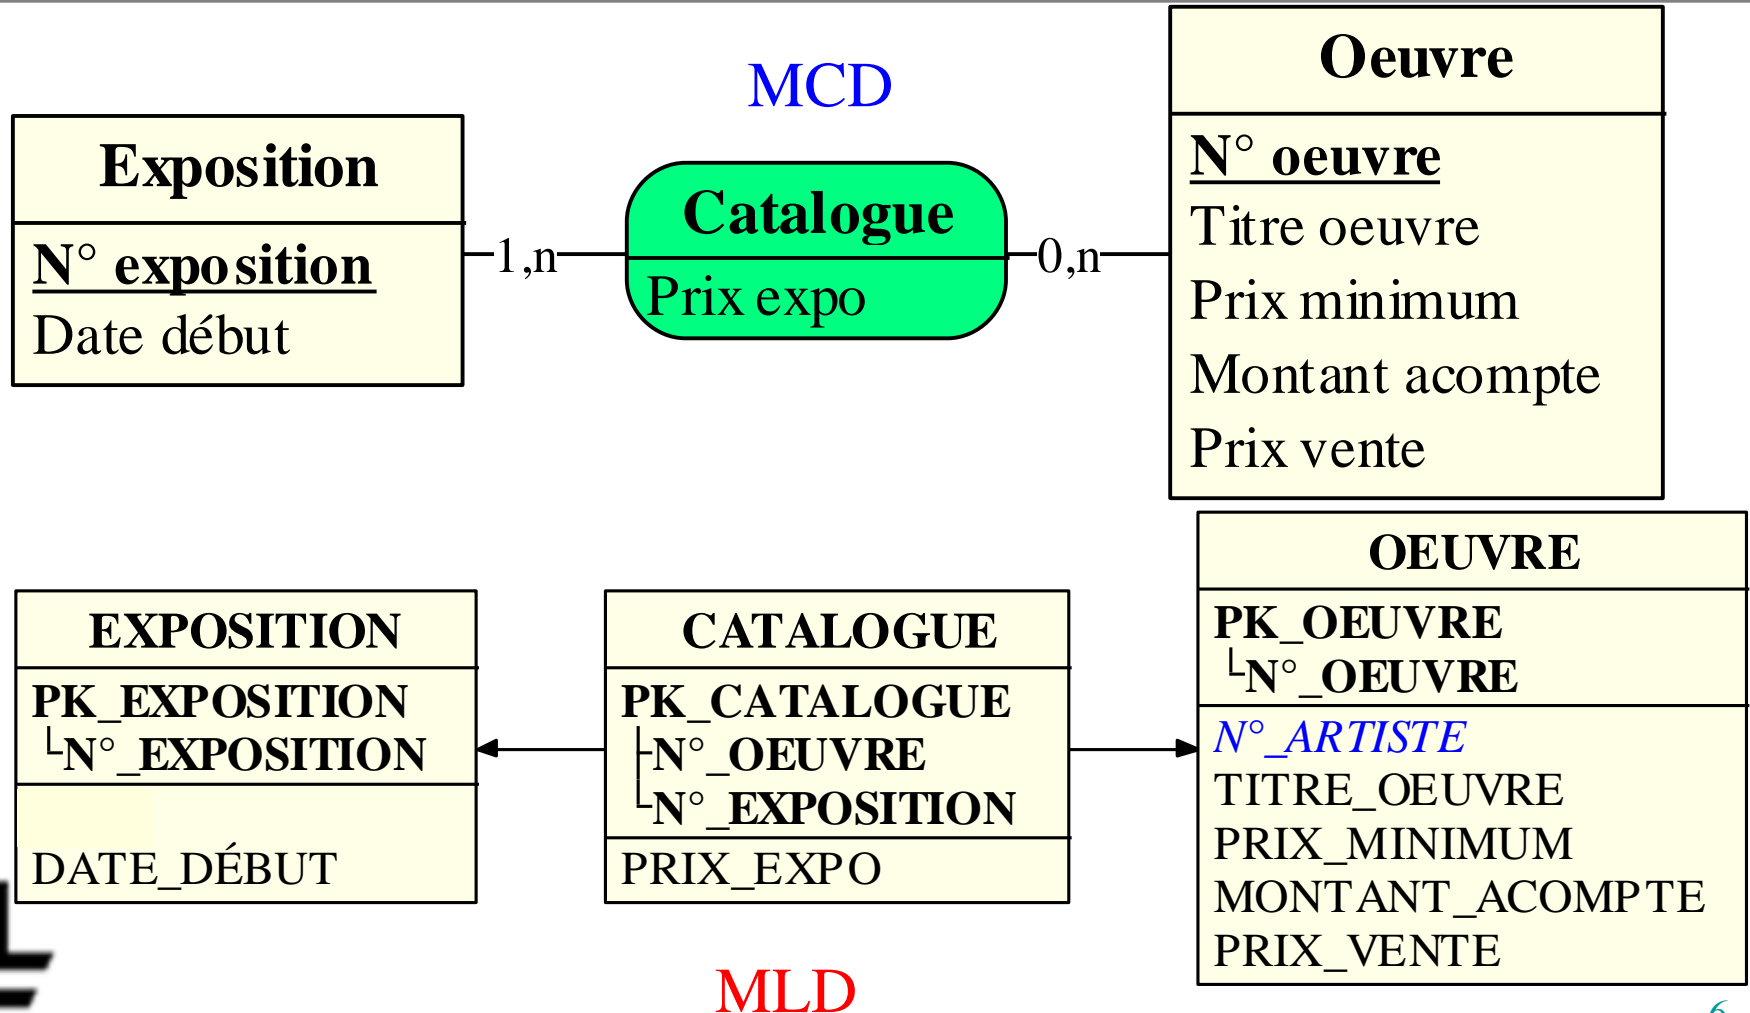 MCD
Exposition
N° exposition
Date début
1,n
Catalogue
Prix expo
0,n
Oeuvre
N° oeuvre
Titre oeuvre
Prix minimum
Montant acompte
Prix vente
EXPOSITION
PK_EXPOSITION
└N°_EXPOSITION
DATE_DÉBUT
CATALOGUE
PK_CATALOGUE
├N°_OEUVRE
└N°_EXPOSITION
PRIX_EXPO
OEUVRE
PK_OEUVRE
└N°_OEUVRE
N°_ARTISTE
TITRE_OEUVRE
PRIX_MINIMUM
MONTANT_ACOMPTE
PRIX_VENTE
MLD